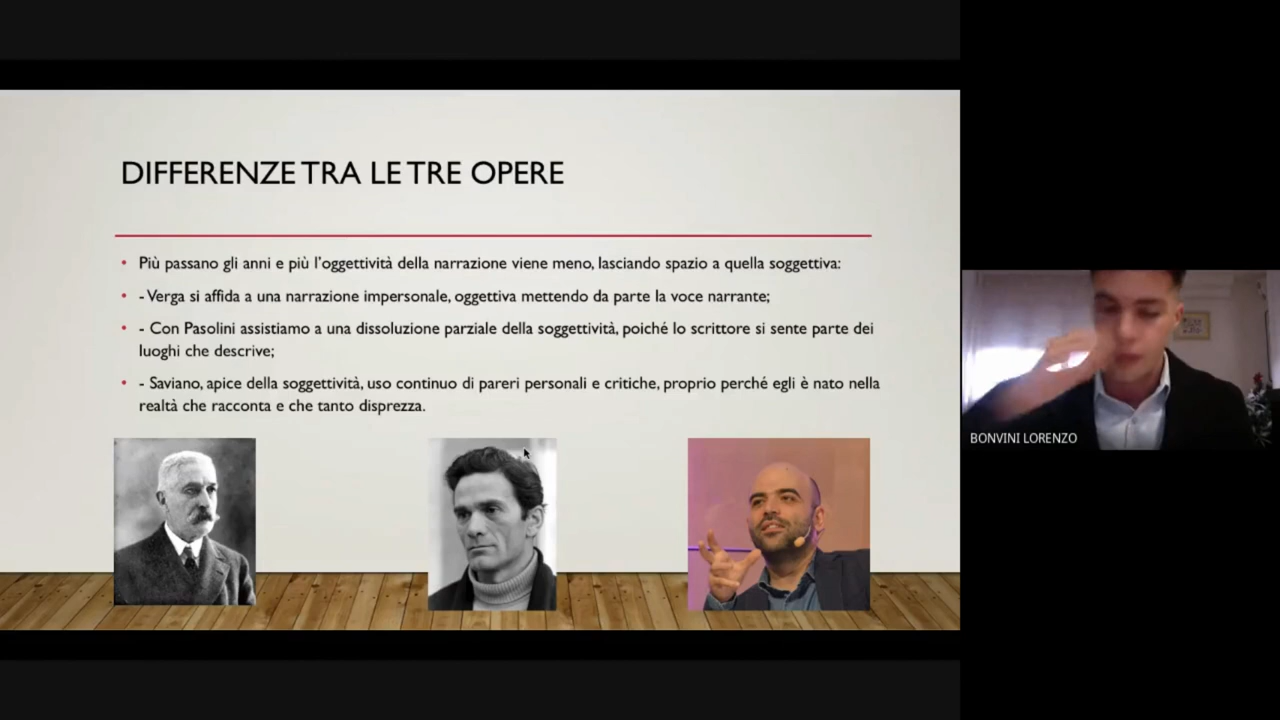 DIFFERENZE TRA LE TRE OPERE
• Più passano gli anni e più l'oggettività della narrazione viene meno, lasciando spazio a quella soggettiva:
• - Verga si affida a una narrazione impersonale, oggettiva mettendo da parte la voce narrante;
• - Con Pasolini assistiamo a una dissoluzione parziale della soggettività, poiché lo scrittore si sente parte dei
luoghi che descrive;
• - Saviano, apice della soggettività, uso continuo di pareri personali e critiche, proprio perché egli è nato nella
realtà che racconta e che tanto disprezza.
BONVINI LORENZO